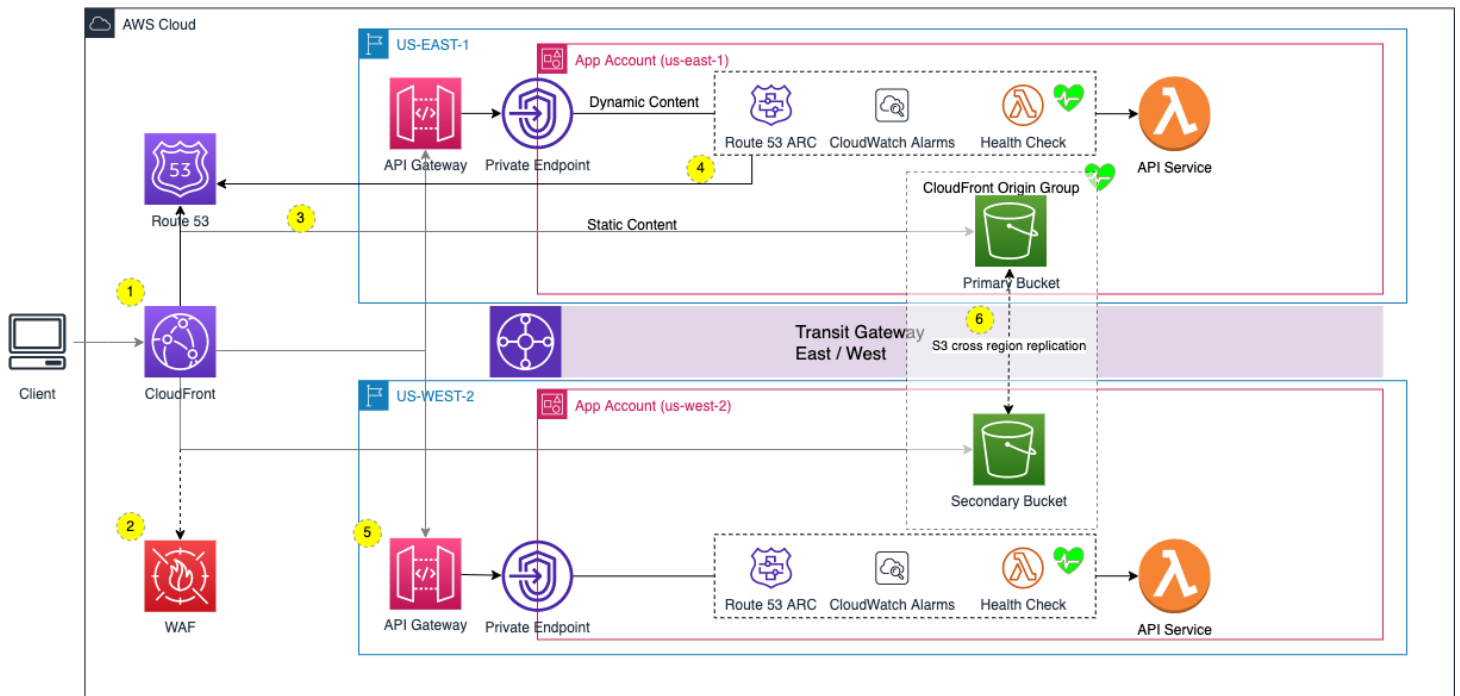 AWS Cloud
US-EAST-1
App Account (us-east-1)
Dynamic Content
Route 53 ARC
CloudWatch Alarms
Health Check
API Gateway
Private Endpoint
API Service
4
53
CloudFront Origin Group
Route 53
3
Static Content
Primary Bucket
1
6
Transit Gateway
East / West
S3 cross region replication
Client
CloudFront
US-WEST-2
App Account (us-west-2)
Secondary Bucket
2
5
WAF
API Gateway
Private Endpoint
Route 53 ARC
CloudWatch Alarms
Health Check
API Service